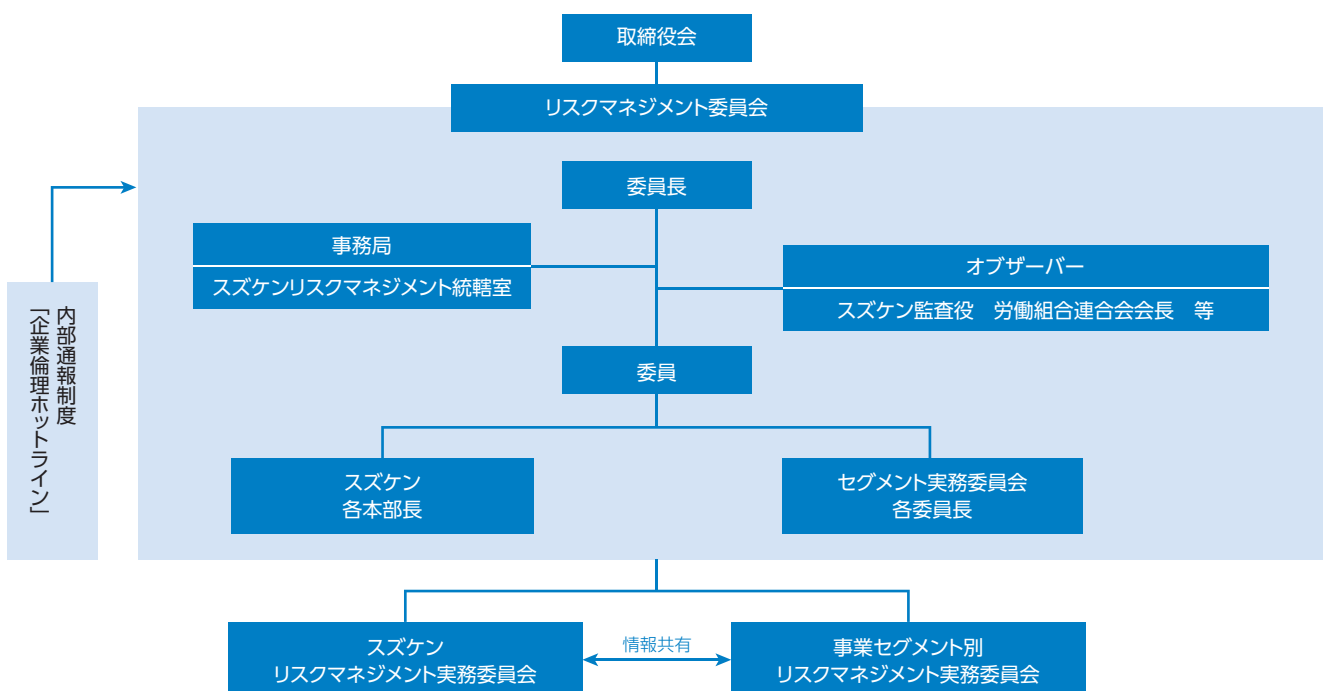 取締役会
リスクマネジメント委員会
委員長
事務局
スズケンリスクマネジメント統轄室
オブザーバー
スズケン監査役　労働組合連合会会長　等
委員
スズケン
各本部長
セグメント実務委員会
各委員長
内部通報制度
「企業倫理ホットライン」
スズケン
リスクマネジメント実務委員会
情報共有
事業セグメント別
リスクマネジメント実務委員会